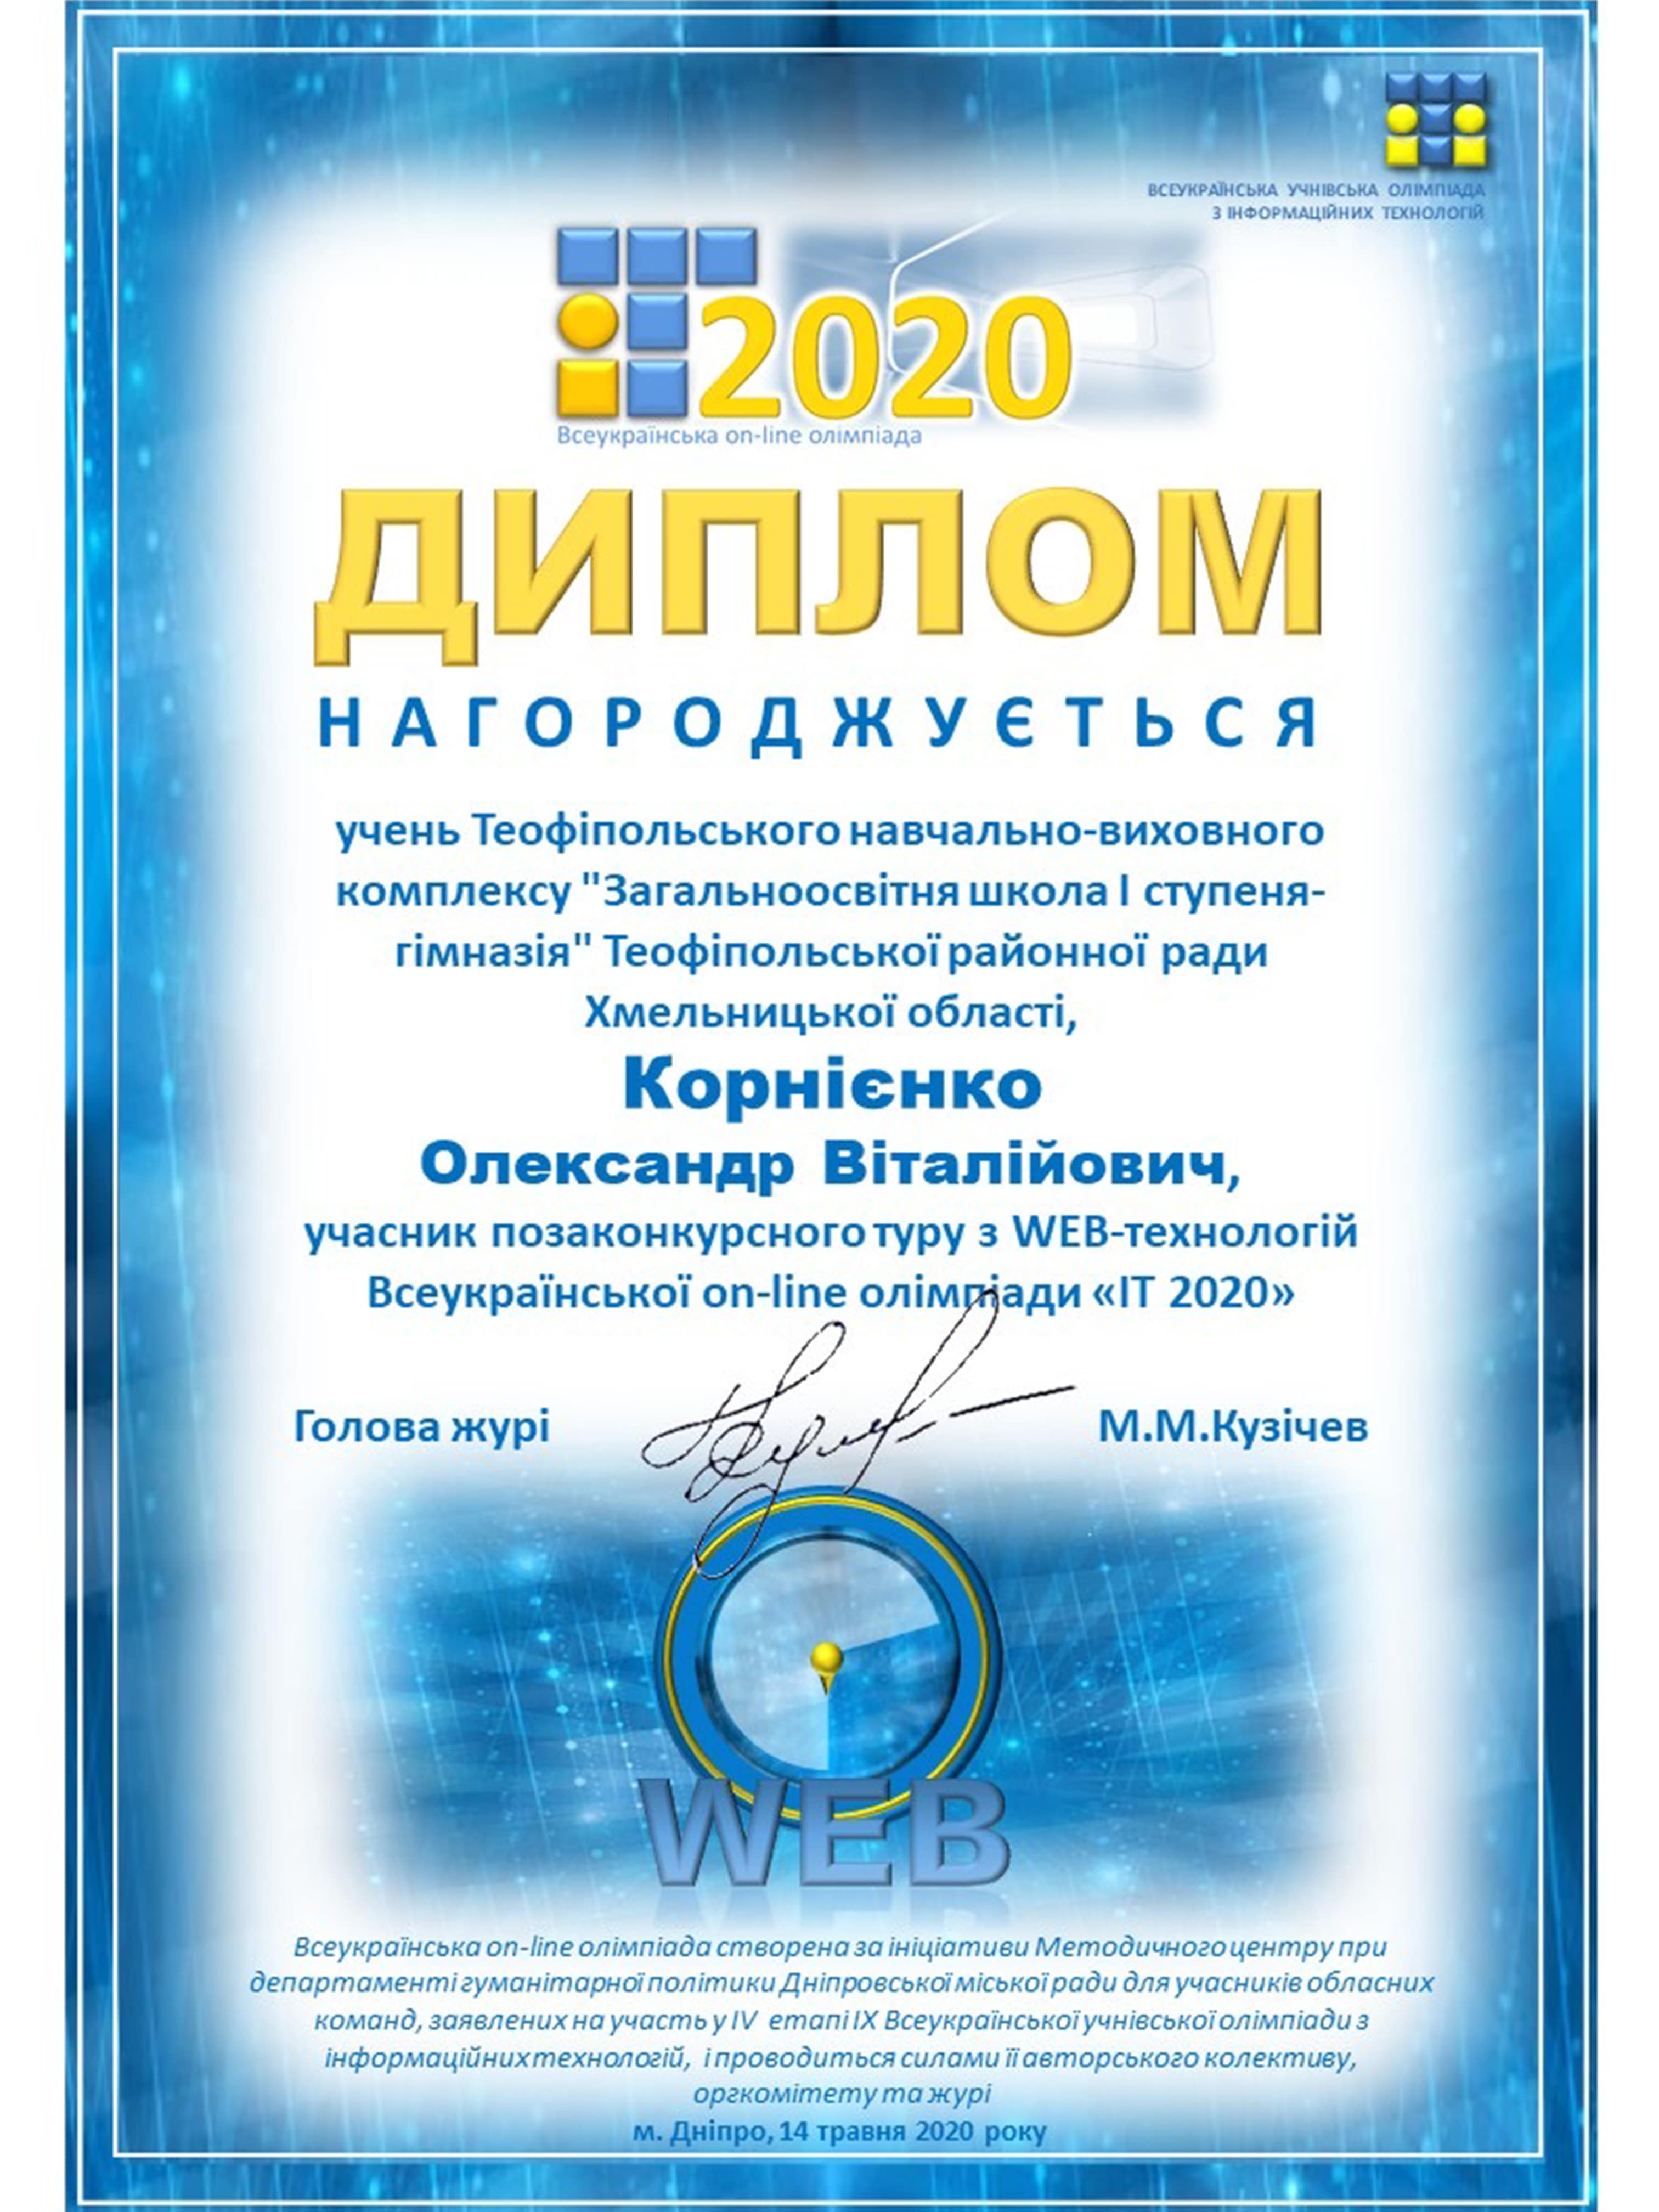 ВСЕУКРАЇНСЬКА УЧНІВСЬКА ОЛІМПІАДА
З ІНФОРМАЦІЙНИХ ТЕХНОЛОГІЙ
2020
Всеукраїнська on-line олімпіада
ДИПЛОМ
НАГОРОДЖУЄТЬСЯ
учень Теофіпольського навчально-виховного
комплексу "Загальноосвітня школа І ступеня-
гімназія" Теофіпольської районної ради
Хмельницької області,
Корнієнко
Олександр Віталійович,
учасник позаконкурсного туру з WEB-технологій
Всеукраїнської on-line олімпіади «ІТ 2020»
Голова журі М.М.Кузічев
WEB
Всеукраїнська on-line олімпіада створена за ініціативи Методичного центру при
департаменті гуманітарної політики Дніпровської міської ради для учасників обласних
команд, заявлених на участь у IV етапі IX Всеукраїнської учнівської олімпіади з
інформаційних технологій, і проводиться силами її авторського колективу,
оргкомітету та журі
м. Дніпро, 14 травня 2020 року